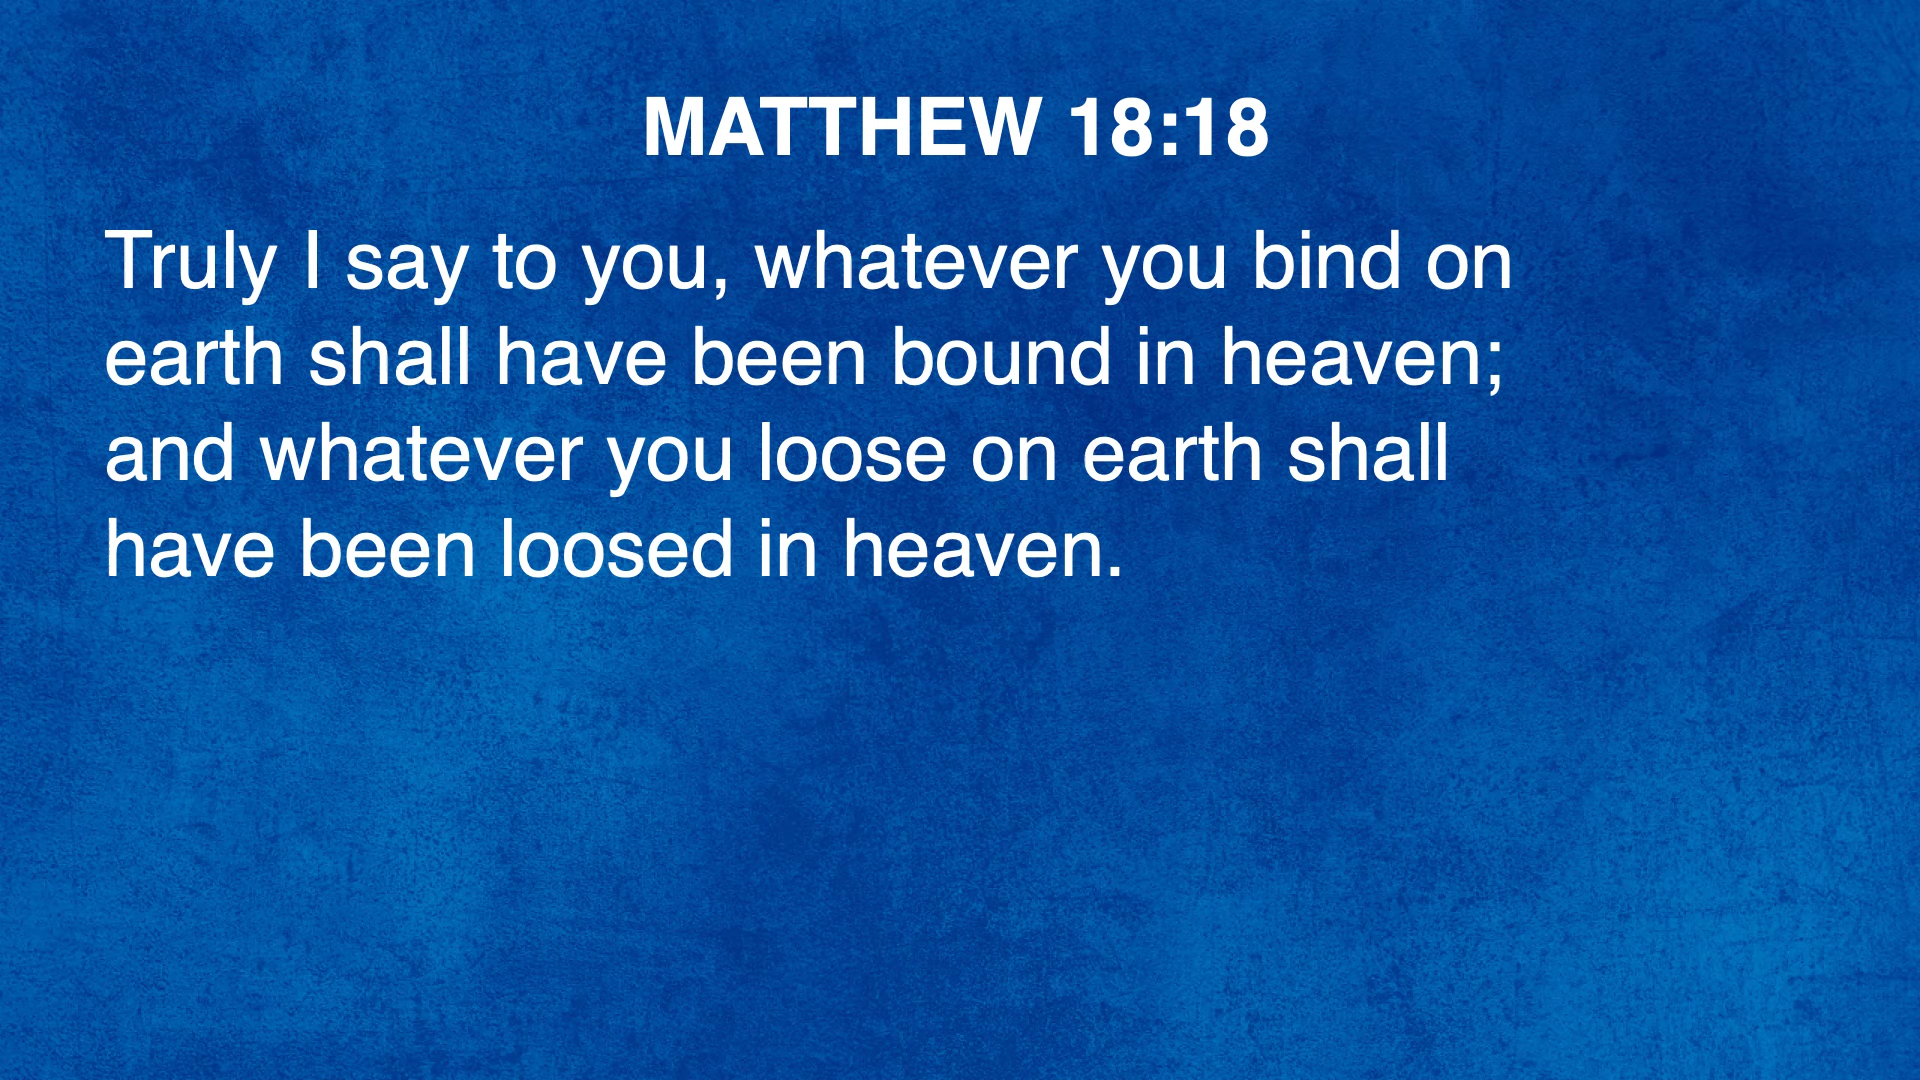 MATTHEW 18:18
Truly I say to you, whatever you bind on
earth shall have been bound in heaven;
and whatever you loose on earth shall
have been loosed in heaven.